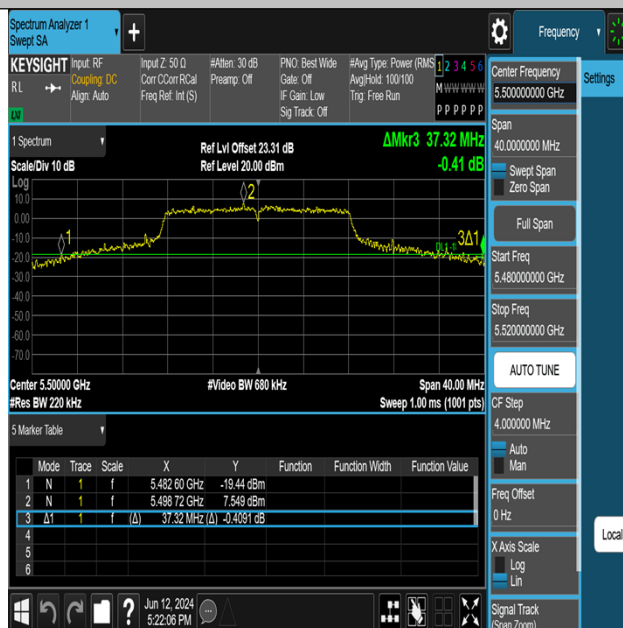 Spectrum Analyzer 1
Swept SA
+
Frequency
KEYSIGHT
RL
Input: RF
Coupling: DC
Align: Auto
Input Z: 50 Ω
Corr CCorr RCal
Freq Ref: Int (S)
#Atten: 30 dB
Preamp: Off
PNO: Best Wide
Gate: Off
IF Gain: Low
Sig Track: Off
#Avg Type: Power (RMS
Avg|Hold: 100/100
Trig: Free Run
1 2 3 4 5 6
M W W W W W
P P P P P P
1 Spectrum
Scale/Div 10 dB
Ref Lvl Offset 23.31 dB
Ref Level 20.00 dBm
ΔMkr3 37.32 MHz
-0.41 dB
Log
10.0
0.00
-10.0
-20.0
-30.0
-40.0
-50.0
-60.0
-70.0
1
2
3Δ1
Center 5.50000 GHz
#Res BW 220 kHz
#Video BW 680 kHz
Span 40.00 MHz
Sweep 1.00 ms (1001 pts)
5 Marker Table
Mode Trace Scale X Y Function Function Width Function Value
1 N 1 f 5.482 60 GHz -19.44 dBm
2 N 1 f 5.498 72 GHz 7.549 dBm
3 Δ1 1 f (Δ) 37.32 MHz (Δ) -0.4091 dB
4
5
6
Jun 12, 2024
5:22:06 PM
?
Center Frequency
5.500000000 GHz
Settings
Span
40.0000000 MHz
Swept Span
Zero Span
Full Span
Start Freq
5.480000000 GHz
Stop Freq
5.520000000 GHz
AUTO TUNE
CF Step
4.000000 MHz
Auto
Man
Freq Offset
0 Hz
X Axis Scale
Log
Lin
Local
Signal Track
(Span Zoom)